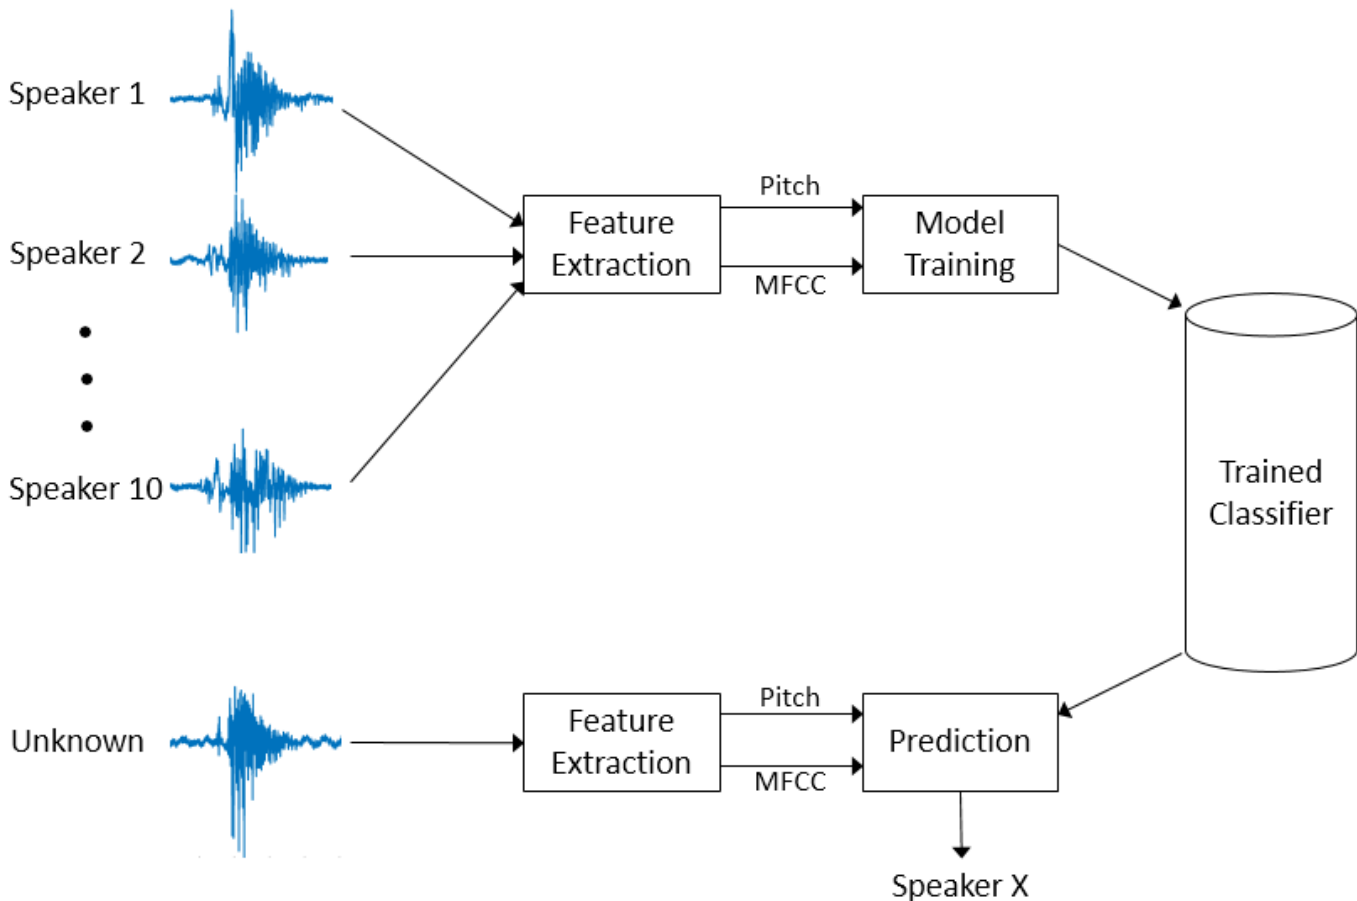 Speaker 1
Speaker 2
Speaker 10
Feature
Extraction
Pitch
MFCC
Model
Training
Trained
Classifier
Unknown
Feature
Extraction
Pitch
MFCC
Prediction
Speaker X